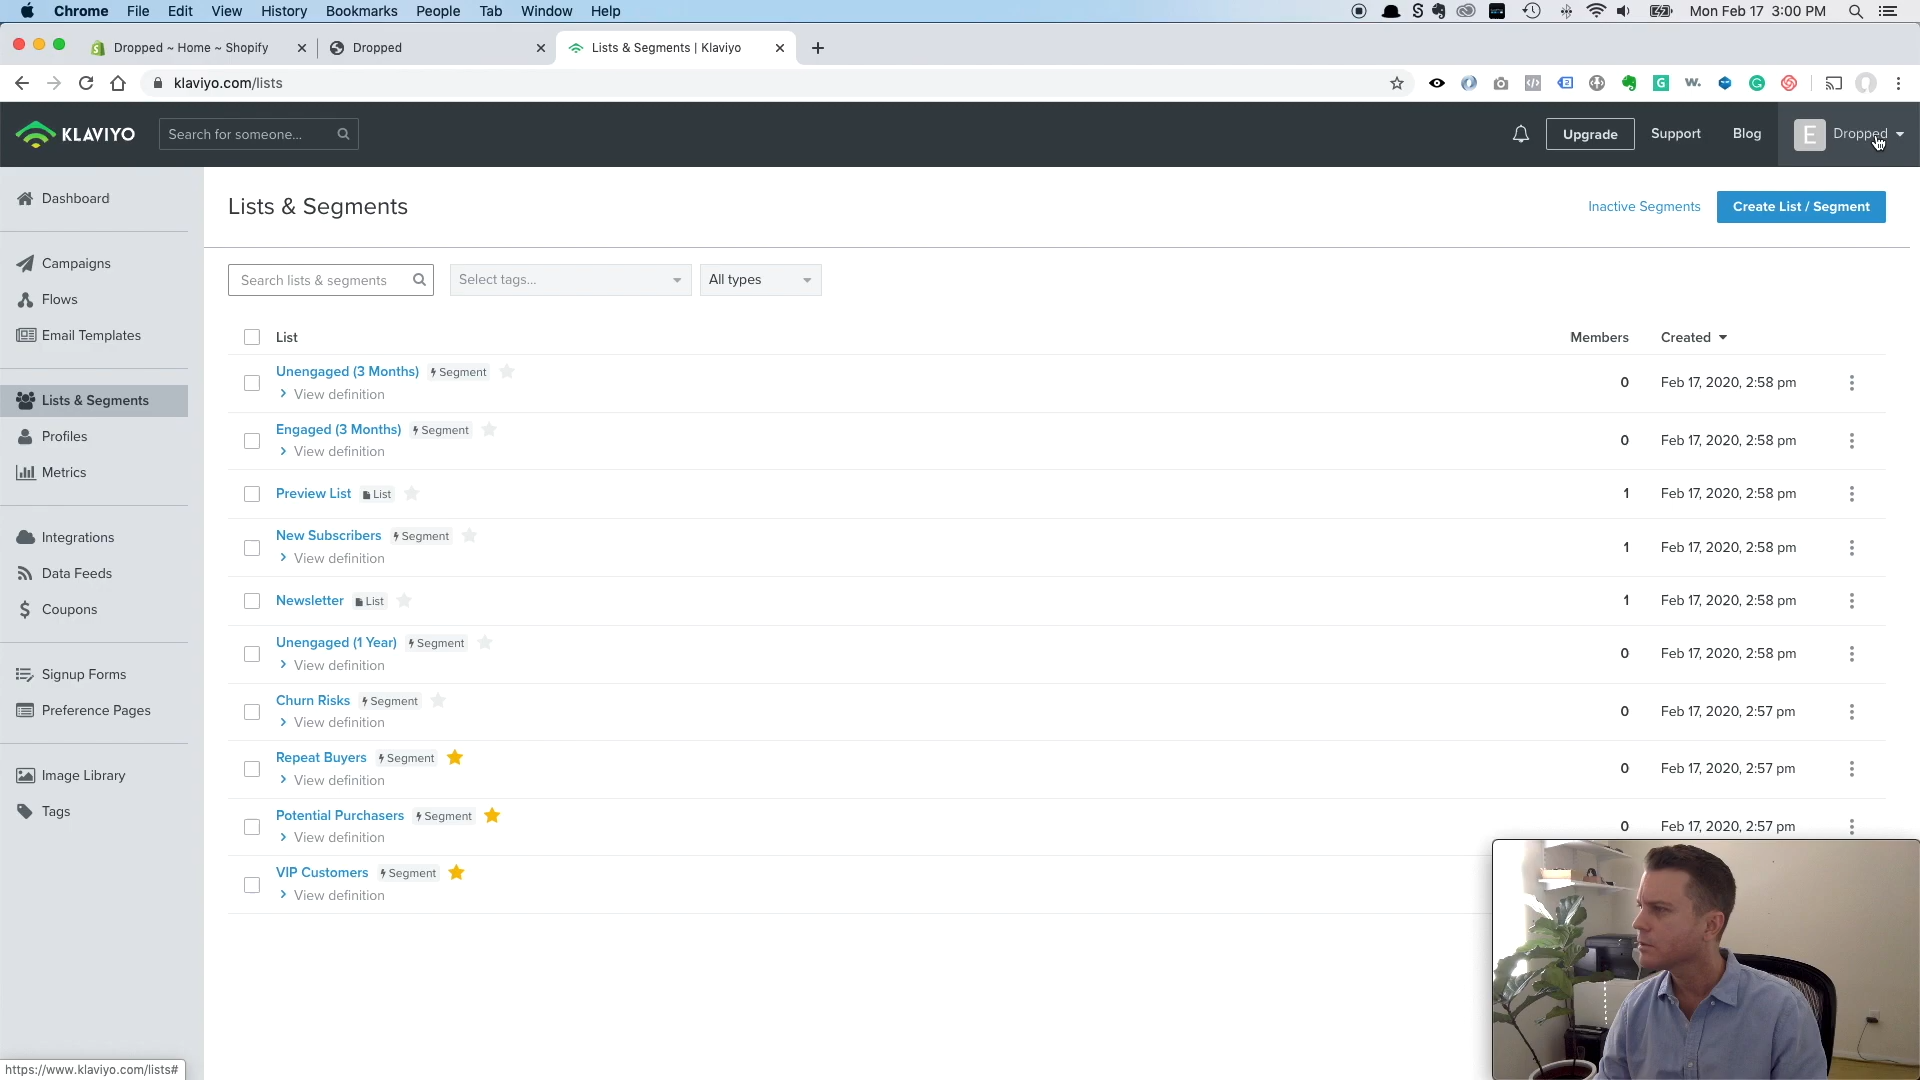 Chrome File Edit View History Bookmarks People Tab Window Help
Mon Feb 17 3:00 PM
Dropped ~ Home ~ Shopify
Dropped
Lists & Segments | Klaviyo
klaviyo.com/lists
KLAVIYO
Search for someone...
Upgrade
Support
Blog
E
Dropped
Dashboard
Campaigns
Flows
Email Templates
Lists & Segments
Profiles
Metrics
Integrations
Data Feeds
Coupons
Signup Forms
Preference Pages
Image Library
Tags
Lists & Segments
Inactive Segments
Create List / Segment
Search lists & segments
Select tags...
All types
List Members Created
Unengaged (3 Months) Segment
View definition
0 Feb 17, 2020, 2:58 pm
Engaged (3 Months) Segment
View definition
0 Feb 17, 2020, 2:58 pm
Preview List List 1 Feb 17, 2020, 2:58 pm
New Subscribers Segment
View definition
1 Feb 17, 2020, 2:58 pm
Newsletter List 1 Feb 17, 2020, 2:58 pm
Unengaged (1 Year) Segment
View definition
0 Feb 17, 2020, 2:58 pm
Churn Risks Segment
View definition
0 Feb 17, 2020, 2:57 pm
Repeat Buyers Segment
View definition
0 Feb 17, 2020, 2:57 pm
Potential Purchasers Segment
View definition
0 Feb 17, 2020, 2:57 pm
VIP Customers Segment
View definition
https://www.klaviyo.com/lists#